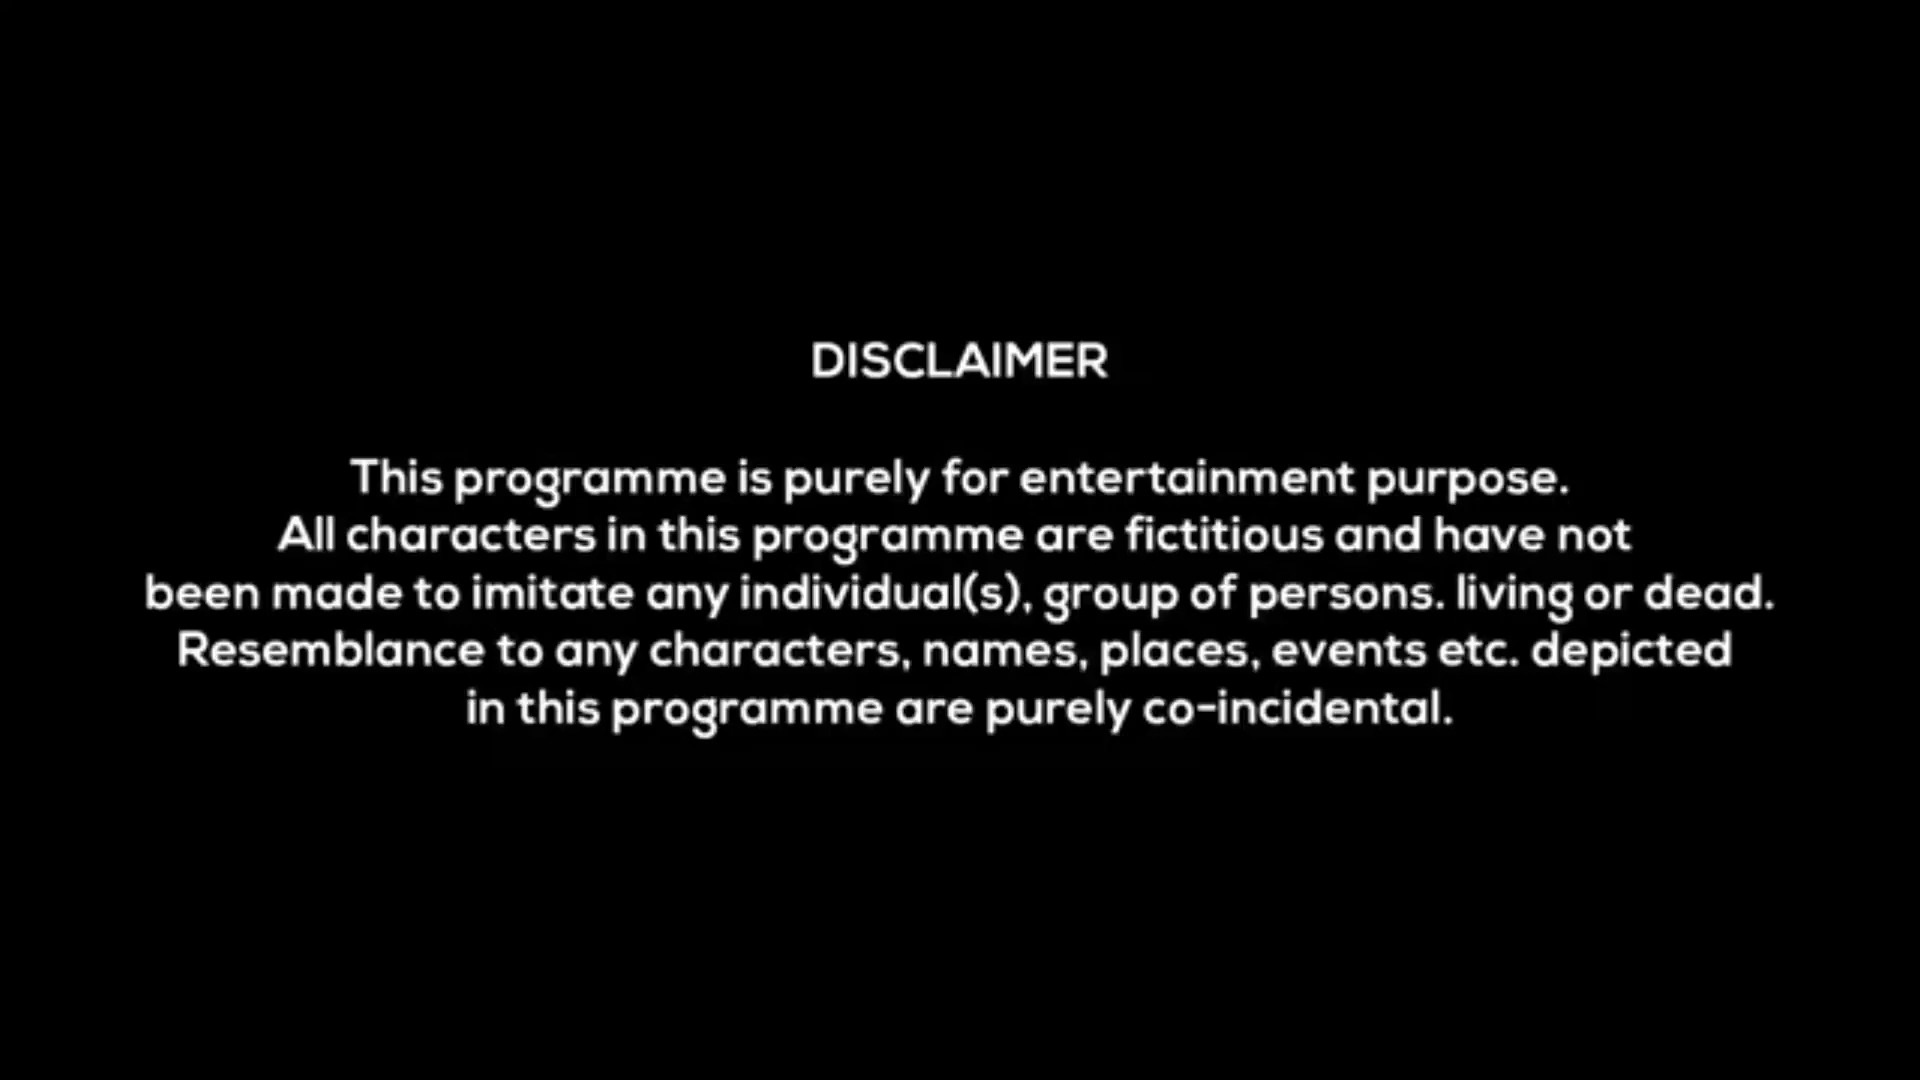 DISCLAIMER
This programme is purely for entertainment purpose.
All characters in this programme are fictitious and have not
been made to imitate any individual(s), group of persons. living or dead.
Resemblance to any characters, names, places, events etc. depicted
in this programme are purely co-incidental.